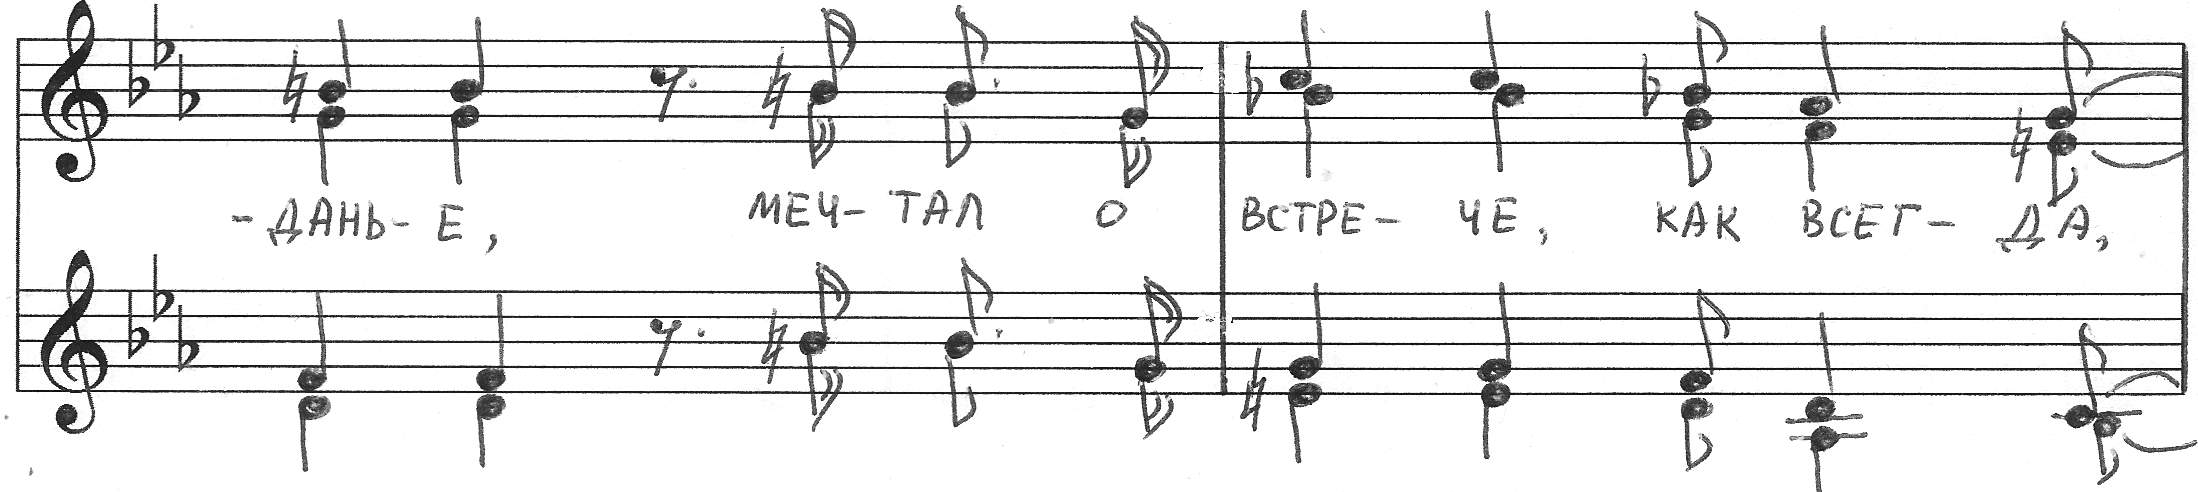 -ДАНЬ-Е, МЕЧ-ТАЛ О ВСТРЕ-ЧЕ, КАК ВСЕГ-ДА,